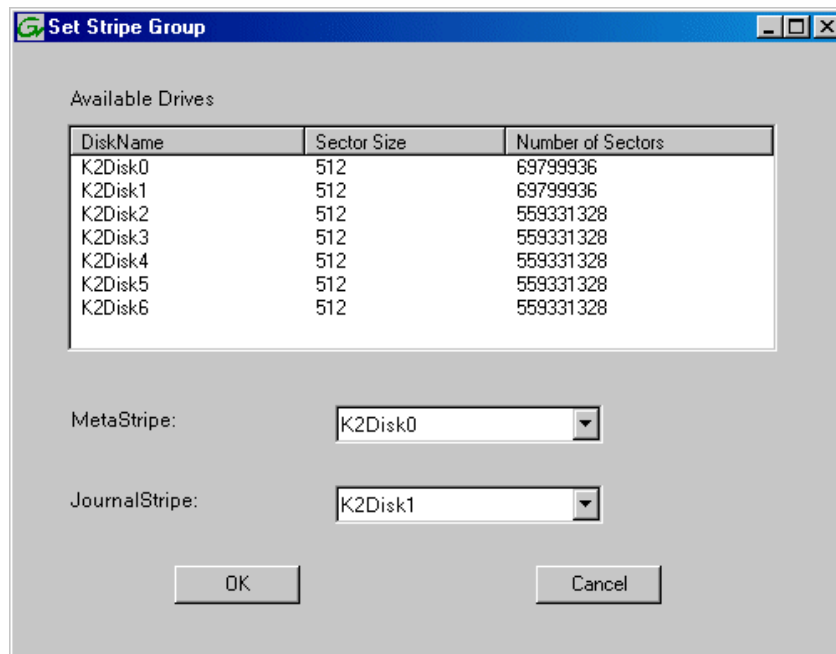 Set Stripe Group
Available Drives
DiskName Sector Size Number of Sectors
K2Disk0 512 69799936
K2Disk1 512 69799936
K2Disk2 512 559331328
K2Disk3 512 559331328
K2Disk4 512 559331328
K2Disk5 512 559331328
K2Disk6 512 559331328
MetaStripe: K2Disk0
JournalStripe: K2Disk1
OK Cancel